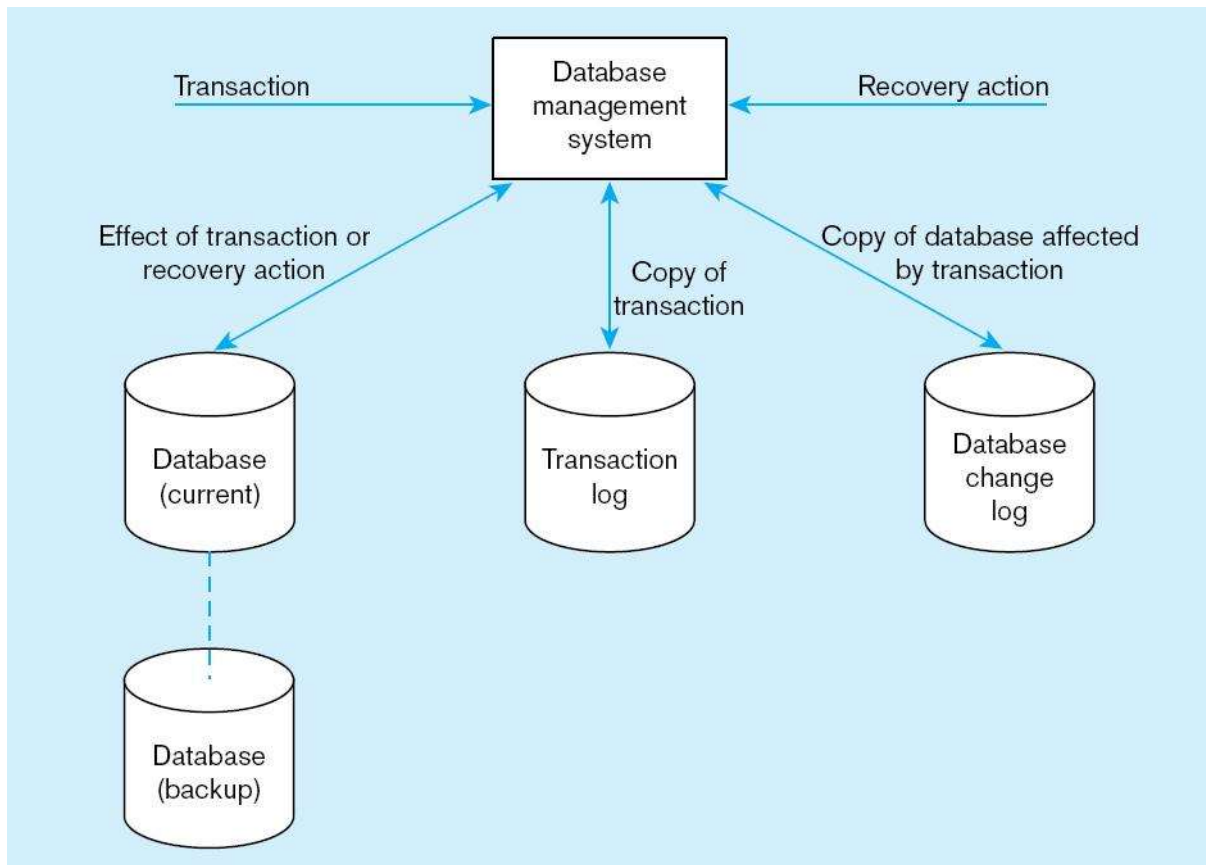 Database
management
system
Transaction
Recovery action
Effect of transaction or
recovery action
Copy of
transaction
Copy of database affected
by transaction
Database
(current)
Transaction
log
Database
change
log
Database
(backup)